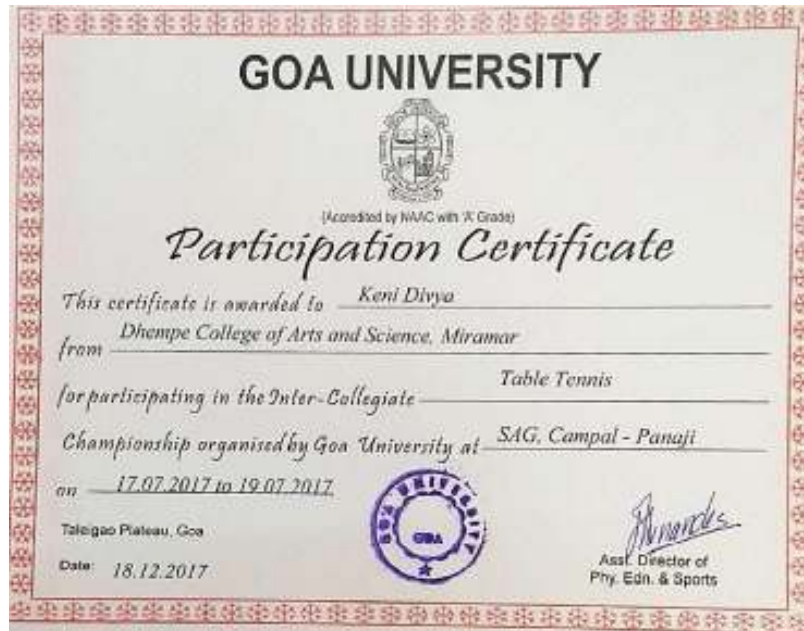 GOA UNIVERSITY
(Accredited by NAAC with 'A' Grade)
Participation Certificate
This certificate is awarded to Keni Divya
from Dhempe College of Arts and Science, Miramar
for participating in the Inter-Collegiate Table Tennis
Championship organised by Goa University at SAG, Campal - Panaji
on 17.07.2017 to 19.07.2017
Taleigao Plateau, Goa
Date: 18.12.2017
GOA UNIVERSITY
GOA
Asst. Director of
Phy. Edn. & Sports